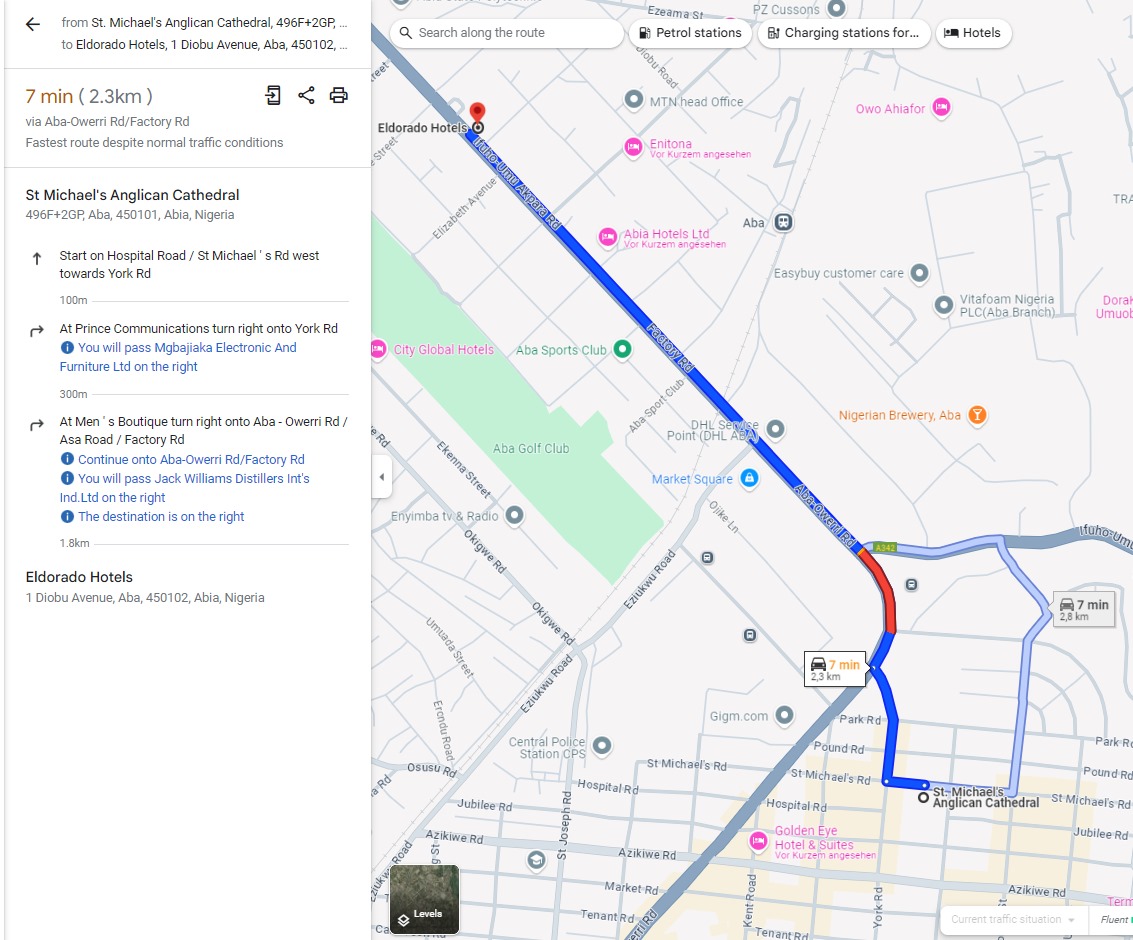 from St. Michael's Anglican Cathedral, 496F+2GP, ...
to Eldorado Hotels, 1 Diobu Avenue, Aba, 450102, ...
7 min ( 2.3km )
via Aba-Owerri Rd/Factory Rd
Fastest route despite normal traffic conditions
St Michael's Anglican Cathedral
496F+2GP, Aba, 450101, Abia, Nigeria
Start on Hospital Road / St Michael ' s Rd west
towards York Rd
100m
At Prince Communications turn right onto York Rd
You will pass Mgbajiaka Electronic And
Furniture Ltd on the right
300m
At Men ' s Boutique turn right onto Aba - Owerri Rd /
Asa Road / Factory Rd
Continue onto Aba-Owerri Rd/Factory Rd
You will pass Jack Williams Distillers Int's
Ind.Ltd on the right
The destination is on the right
1.8km
Eldorado Hotels
1 Diobu Avenue, Aba, 450102, Abia, Nigeria
Search along the route
Petrol stations
Charging stations for...
Hotels
PZ Cussons
Ezeama St
Diobu Road
MTN head Office
Owo Ahiafor
Eldorado Hotels
Enitona
Vor Kurzem angesehen
Ifuho-Umu Akpara Rd
Elizabeth Avenue
Abia Hotels Ltd
Vor Kurzem angesehen
Aba
Easybuy customer care
Vitafoam Nigeria
PLC(Aba Branch)
City Global Hotels
Aba Sports Club
Factory Rd
Aba Sport Club
Nigerian Brewery, Aba
DHL Service
Point (DHL ABA)
Aba Golf Club
Market Square
Ekenna Street
Aba-Owerri Rd
Enyimba tv & Radio
Ojike Ln
Okigwe Rd
Eziukwu Road
A342
Ifuho-Umu
7 min
2,8 km
Okigwe Rd
Umuada Street
7 min
2,3 km
Eziukwu Road
Gigm.com
Park Rd
Erondu Road
Central Police
Station CPS
Pound Rd
Park Rd
St Michael's Rd
St Michael's Rd
Pound Rd
Osusu Rd
Hospital Rd
St. Michael's
Anglican Cathedral
St Michael's Rd
Jubilee Rd
Hospital Rd
Jubilee Rd
St Joseph Rd
Golden Eye
Hotel & Suites
Vor Kurzem angesehen
Azikiwe Rd
Azikiwe Rd
Market Rd
Kent Road
York Rd
Azikiwe Rd
Levels
Tenant Rd
Tenant Rd
Current traffic situation
Fluent